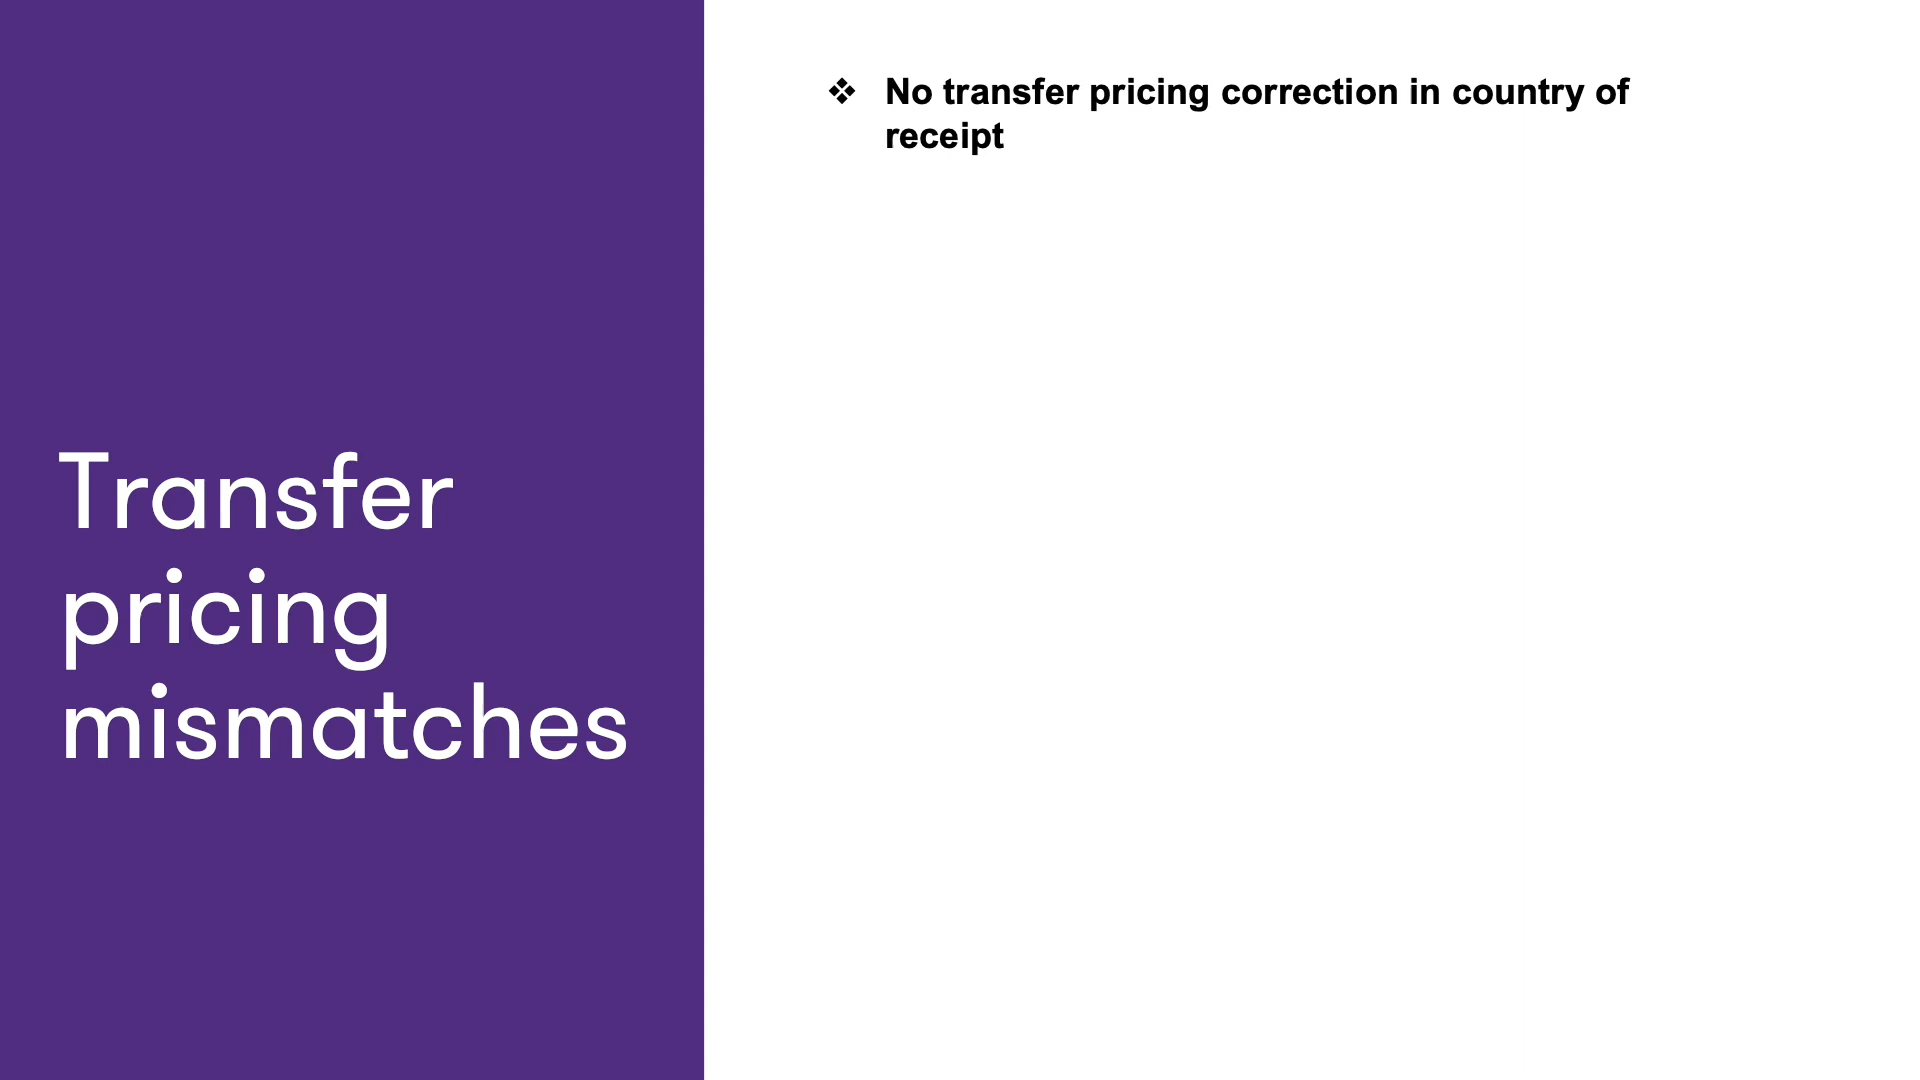 Transfer
pricing
mismatches
❖ No transfer pricing correction in country of
receipt